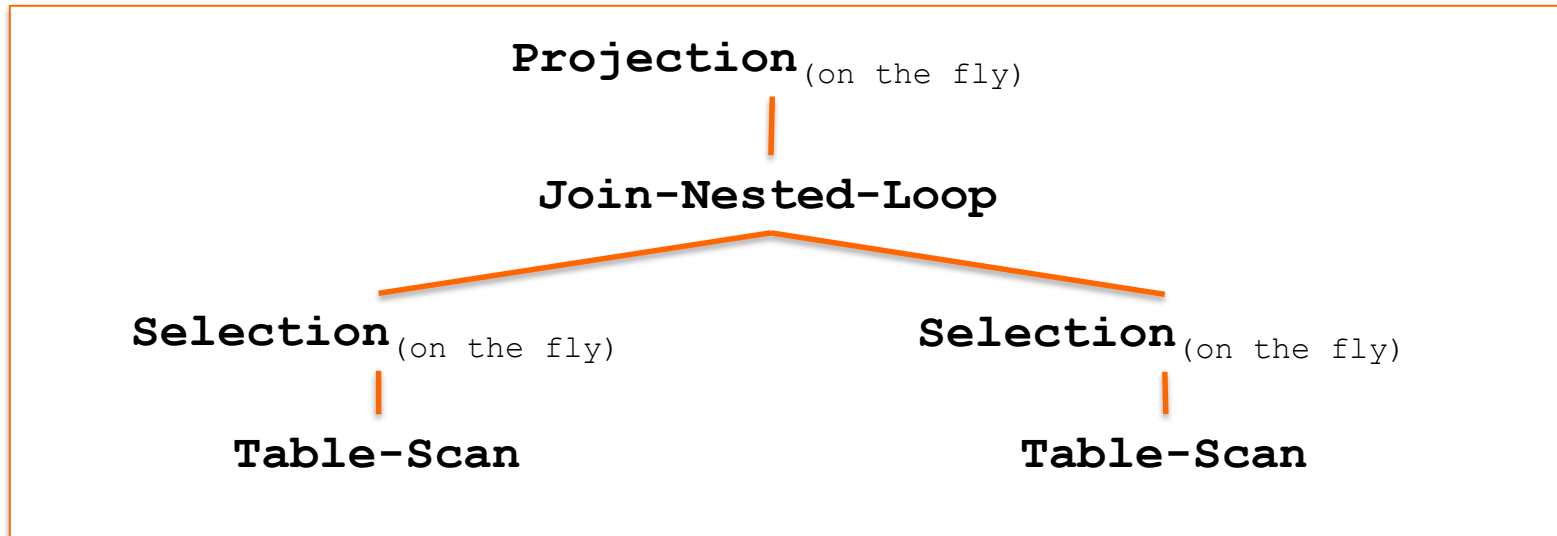 Projection(on the fly)
Join-Nested-Loop
Selection(on the fly) Selection(on the fly)
Table-Scan Table-Scan